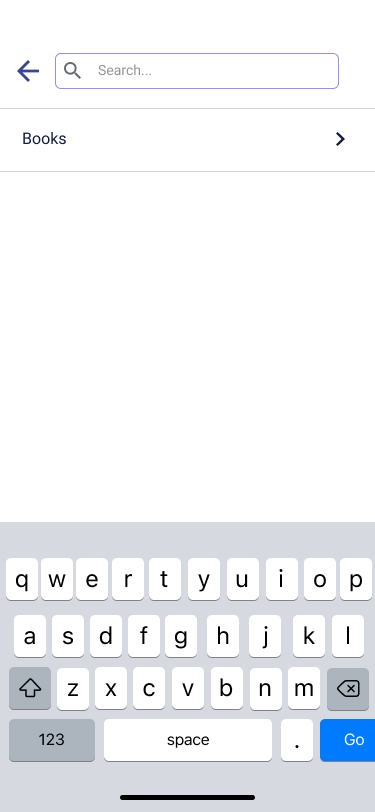 Search...
Books
q w e r t y u i o p
a s d f g h j k l
z x c v b n m
123 space . Go